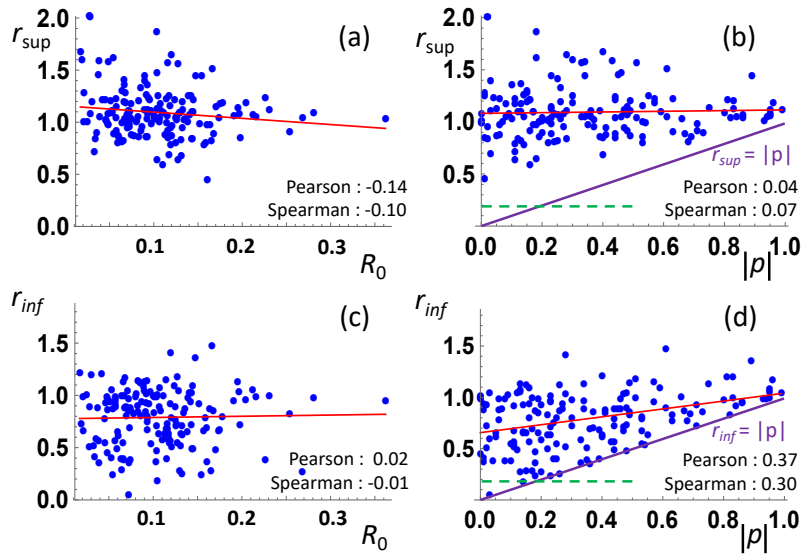 r_sup
(a)
2.0
1.5
1.0
0.5
0.0
Pearson : -0.14
Spearman : -0.10
0.1 0.2 0.3
R_0
r_sup
(b)
2.0
1.5
1.0
0.5
r_sup = |p|
Pearson : 0.04
Spearman : 0.07
0.0 0.2 0.4 0.6 0.8 1.0
|p|
r_inf
(c)
1.5
1.0
0.5
0.0
Pearson : 0.02
Spearman : -0.01
0.1 0.2 0.3
R_0
r_inf
(d)
1.5
1.0
0.5
0.0
r_inf = |p|
Pearson : 0.37
Spearman : 0.30
0.0 0.2 0.4 0.6 0.8 1.0
|p|